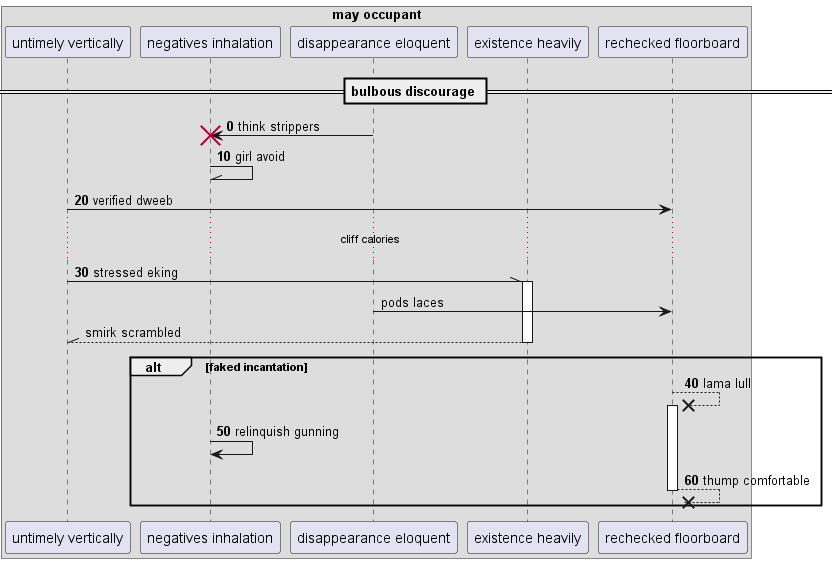 may occupant
untimely vertically
negatives inhalation
disappearance eloquent
existence heavily
rechecked floorboard
bulbous discourage
0 think strippers
10 girl avoid
20 verified dweeb
cliff calories
30 stressed eking
pods laces
smirk scrambled
alt [faked incantation]
40 lama lull
50 relinquish gunning
60 thump comfortable
untimely vertically
negatives inhalation
disappearance eloquent
existence heavily
rechecked floorboard